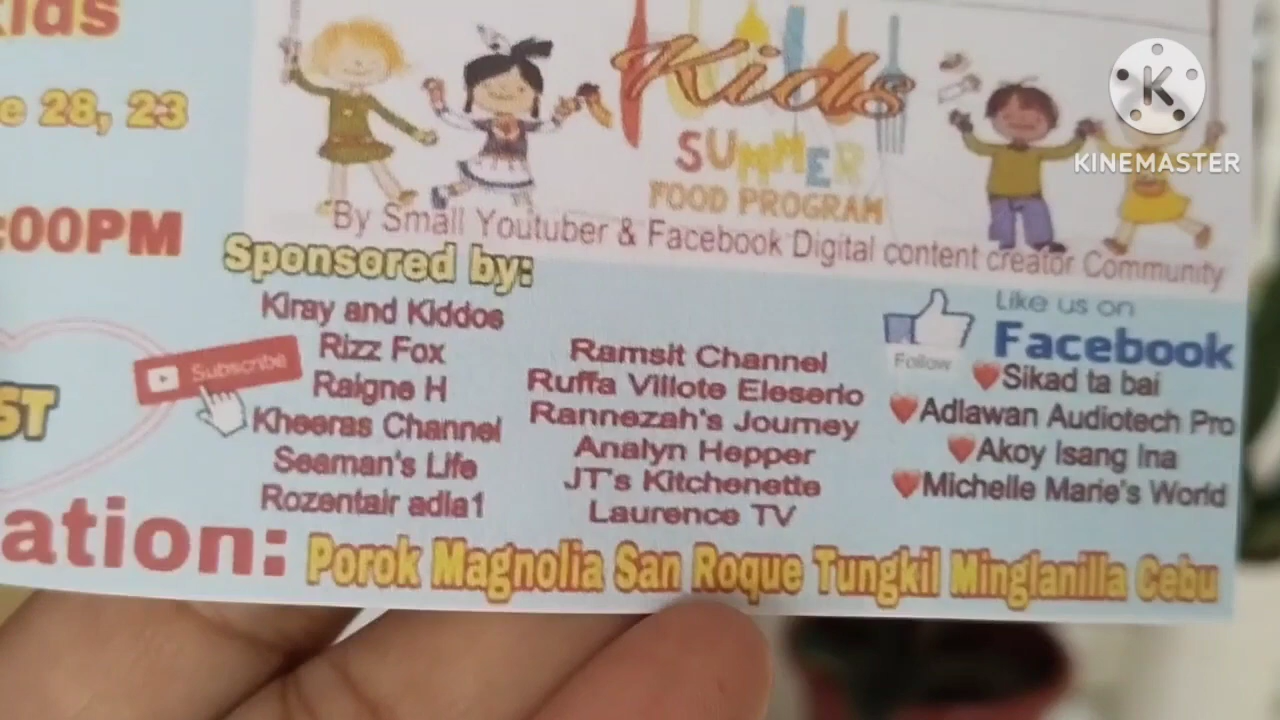 kids
e 28, 23
:00PM
ST
Kids
SUMMER
FOOD PROGRAM
By Small Youtuber & Facebook Digital content creator Community
Sponsored by:
Kiray and Kiddos
Rizz Fox
Raigne H
Kheeras Channel
Seaman's Life
Rozentair adla1
Subscribe
Ramsit Channel
Ruffa Villote Eleserio
Rannezah's Journey
Analyn Hepper
JT's Kitchenette
Laurence TV
Follow
Like us on
Facebook
Sikad ta bai
Adlawan Audiotech Pro
Akoy Isang Ina
Michelle Marie's World
ation: Porok Magnolia San Roque Tungkil Minglanilla Cebu
K
KINEMASTER